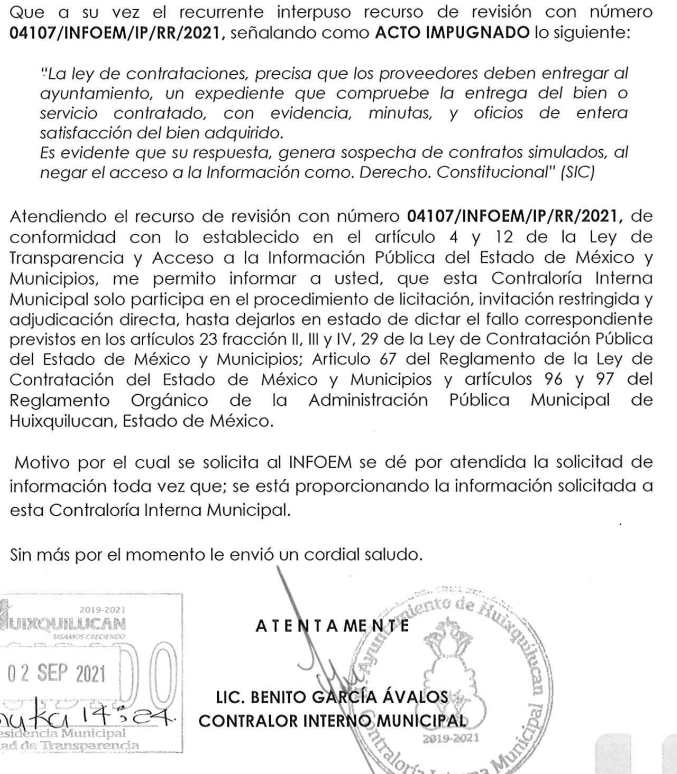 Que a su vez el recurrente interpuso recurso de revisión con número
04107/INFOEM/IP/RR/2021, señalando como ACTO IMPUGNADO lo siguiente:
"La ley de contrataciones, precisa que los proveedores deben entregar al
ayuntamiento, un expediente que compruebe la entrega del bien o
servicio contratado, con evidencia, minutas, y oficios de entera
satisfacción del bien adquirido.
Es evidente que su respuesta, genera sospecha de contratos simulados, al
negar el acceso a la Información como. Derecho. Constitucional" (SIC)
Atendiendo el recurso de revisión con número 04107/INFOEM/IP/RR/2021, de
conformidad con lo establecido en el artículo 4 y 12 de la Ley de
Transparencia y Acceso a la Información Pública del Estado de México y
Municipios, me permito informar a usted, que esta Contraloría Interna
Municipal solo participa en el procedimiento de licitación, invitación restringida y
adjudicación directa, hasta dejarlos en estado de dictar el fallo correspondiente
previstos en los artículos 23 fracción II, III y IV, 29 de la Ley de Contratación Pública
del Estado de México y Municipios; Articulo 67 del Reglamento de la Ley de
Contratación del Estado de México y Municipios y artículos 96 y 97 del
Reglamento Orgánico de la Administración Pública Municipal de
Huixquilucan, Estado de México.
Motivo por el cual se solicita al INFOEM se dé por atendida la solicitud de
información toda vez que; se está proporcionando la información solicitada a
esta Contraloría Interna Municipal.
Sin más por el momento le envió un cordial saludo.
2019-2021
HUIXQUILUCAN
SIGAMOS CRECIENDO
02 SEP 2021
14:24
Presidencia Municipal
Unidad de Transparencia
ATENTAMENTE
LIC. BENITO GARCÍA ÁVALOS
CONTRALOR INTERNO MUNICIPAL
Ayuntamiento de Huixquilucan
2019-2021
Contraloría Interna Municipal